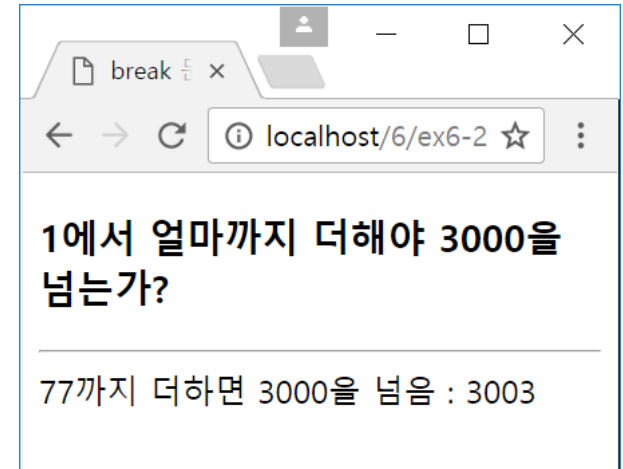 break
localhost/6/ex6-2
1에서 얼마까지 더해야 3000을
넘는가?
77까지 더하면 3000을 넘음 : 3003